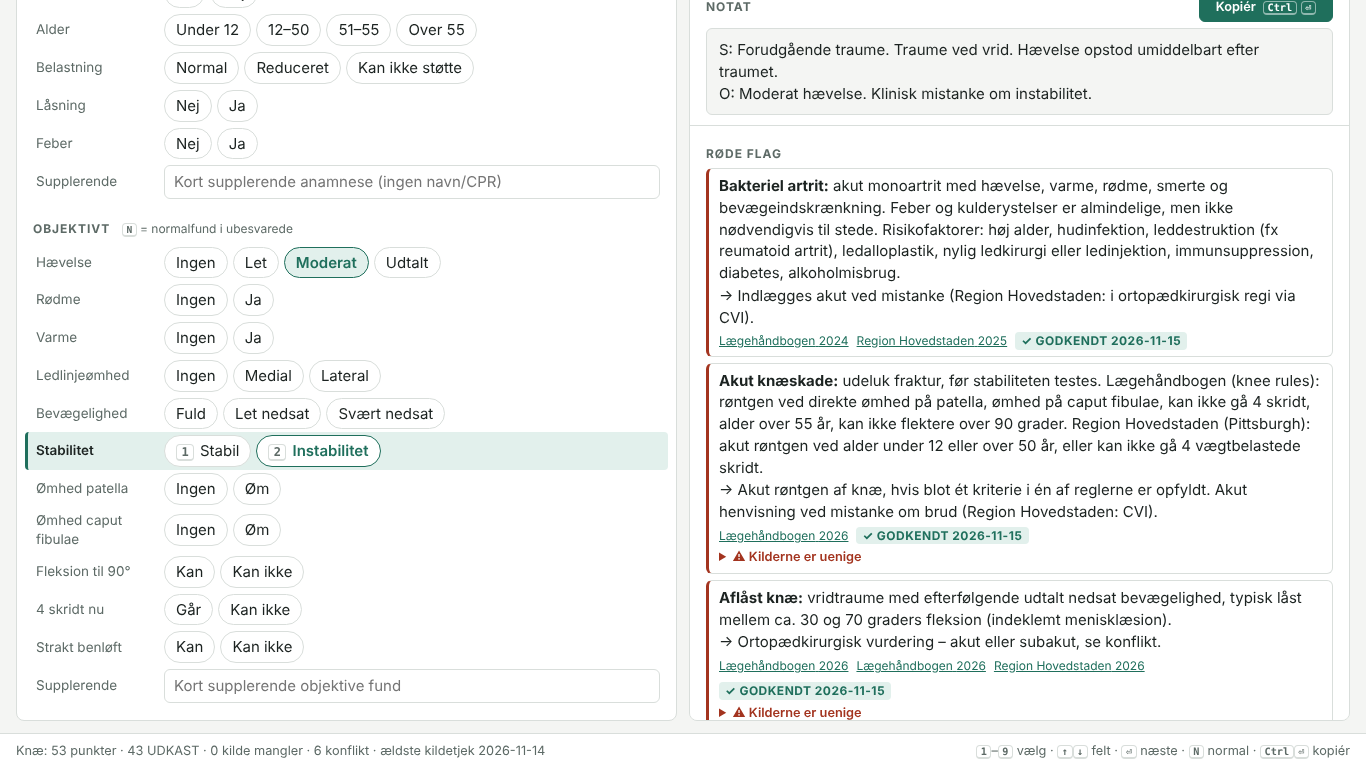 Alder Under 12 12–50 51–55 Over 55
Belastning Normal Reduceret Kan ikke støtte
Låsning Nej Ja
Feber Nej Ja
Supplerende Kort supplerende anamnese (ingen navn/CPR)
OBJEKTIVT N = normalfund i ubesvarede
Hævelse Ingen Let Moderat Udtalt
Rødme Ingen Ja
Varme Ingen Ja
Ledlinjeømhed Ingen Medial Lateral
Bevægelighed Fuld Let nedsat Svært nedsat
Stabilitet 1 Stabil 2 Instabilitet
Ømhed patella Ingen Øm
Ømhed caput
fibulae Ingen Øm
Fleksion til 90° Kan Kan ikke
4 skridt nu Går Kan ikke
Strakt benløft Kan Kan ikke
Supplerende Kort supplerende objektive fund
NOTAT Kopiér Ctrl ⏎
S: Forudgående traume. Traume ved vrid. Hævelse opstod umiddelbart efter
traumet.
O: Moderat hævelse. Klinisk mistanke om instabilitet.
RØDE FLAG
Bakteriel artrit: akut monoartrit med hævelse, varme, rødme, smerte og
bevægeindskrænkning. Feber og kulderystelser er almindelige, men ikke
nødvendigvis til stede. Risikofaktorer: høj alder, hudinfektion, leddestruktion (fx
reumatoid artrit), ledalloplastik, nylig ledkirurgi eller ledinjektion, immunsuppression,
diabetes, alkoholmisbrug.
→ Indlægges akut ved mistanke (Region Hovedstaden: i ortopædkirurgisk regi via
CVI).
Lægehåndbogen 2024 Region Hovedstaden 2025 ✓ GODKENDT 2026-11-15
Akut knæskade: udeluk fraktur, før stabiliteten testes. Lægehåndbogen (knee rules):
røntgen ved direkte ømhed på patella, ømhed på caput fibulae, kan ikke gå 4 skridt,
alder over 55 år, kan ikke flektere over 90 grader. Region Hovedstaden (Pittsburgh):
akut røntgen ved alder under 12 eller over 50 år, eller kan ikke gå 4 vægtbelastede
skridt.
→ Akut røntgen af knæ, hvis blot ét kriterie i én af reglerne er opfyldt. Akut
henvisning ved mistanke om brud (Region Hovedstaden: CVI).
Lægehåndbogen 2026 ✓ GODKENDT 2026-11-15
▶ ⚠ Kilderne er uenige
Aflåst knæ: vridtraume med efterfølgende udtalt nedsat bevægelighed, typisk låst
mellem ca. 30 og 70 graders fleksion (indeklemt menisklæsion).
→ Ortopædkirurgisk vurdering – akut eller subakut, se konflikt.
Lægehåndbogen 2026 Lægehåndbogen 2026 Region Hovedstaden 2026
✓ GODKENDT 2026-11-15
▶ ⚠ Kilderne er uenige
Knæ: 53 punkter · 43 UDKAST · 0 kilde mangler · 6 konflikt · ældste kildetjek 2026-11-14
1–9 vælg · ↑ ↓ felt · ⏎ næste · N normal · Ctrl ⏎ kopiér